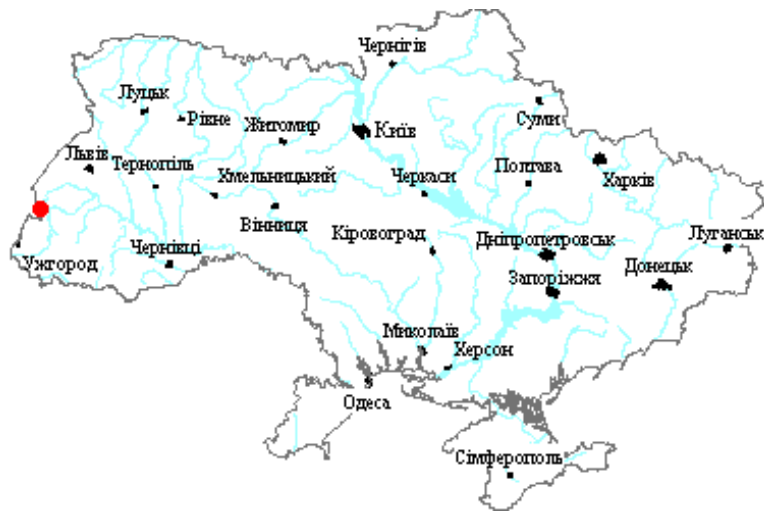 Чернігів
Луцьк
Рівне
Житомир
Київ
Суми
Львів
Тернопіль
Хмельницький
Черкаси
Полтава
Харків
Вінниця
Кіровоград
Дніпропетровськ
Луганськ
Ужгород
Чернівці
Запоріжжя
Донецьк
Миколаїв
Херсон
Одеса
Сімферополь